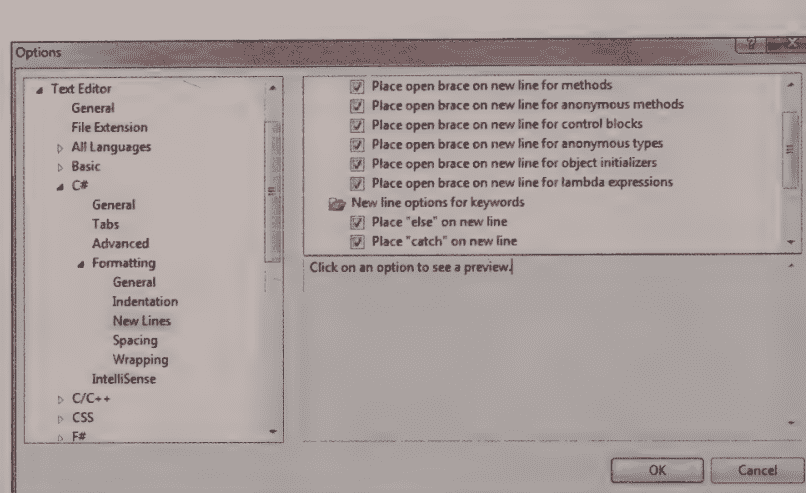 Options
Text Editor
General
File Extension
All Languages
Basic
C#
General
Tabs
Advanced
Formatting
General
Indentation
New Lines
Spacing
Wrapping
IntelliSense
C/C++
CSS
F#
Place open brace on new line for methods
Place open brace on new line for anonymous methods
Place open brace on new line for control blocks
Place open brace on new line for anonymous types
Place open brace on new line for object initializers
Place open brace on new line for lambda expressions
New line options for keywords
Place "else" on new line
Place "catch" on new line
Click on an option to see a preview.
OK
Cancel